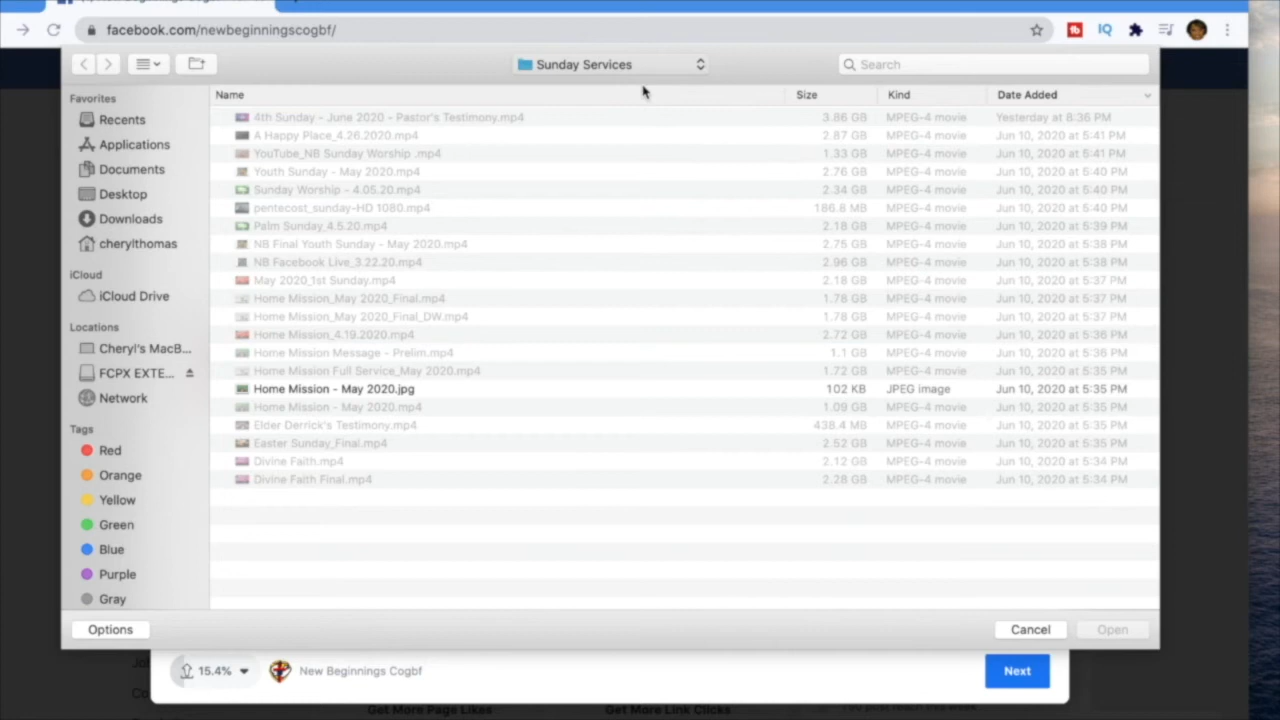 facebook.com/newbeginningscogbf/
IQ
Sunday Services
Search
Favorites
Name
Size
Kind
Date Added
Recents
4th Sunday - June 2020 - Pastor's Testimony.mp4
3.86 GB
MPEG-4 movie
Yesterday at 8:36 PM
A Happy Place_4.26.2020.mp4
2.87 GB
MPEG-4 movie
Jun 10, 2020 at 5:41 PM
Applications
YouTube_NB Sunday Worship .mp4
1.33 GB
MPEG-4 movie
Jun 10, 2020 at 5:41 PM
Documents
Youth Sunday - May 2020.mp4
2.76 GB
MPEG-4 movie
Jun 10, 2020 at 5:40 PM
Desktop
Sunday Worship - 4.05.20.mp4
2.34 GB
MPEG-4 movie
Jun 10, 2020 at 5:40 PM
pentecost_sunday-HD 1080.mp4
186.8 MB
MPEG-4 movie
Jun 10, 2020 at 5:40 PM
Downloads
Palm Sunday_4.5.20.mp4
2.18 GB
MPEG-4 movie
Jun 10, 2020 at 5:39 PM
cherylthomas
NB Final Youth Sunday - May 2020.mp4
2.75 GB
MPEG-4 movie
Jun 10, 2020 at 5:38 PM
NB Facebook Live_3.22.20.mp4
2.96 GB
MPEG-4 movie
Jun 10, 2020 at 5:38 PM
iCloud
May 2020_1st Sunday.mp4
2.18 GB
MPEG-4 movie
Jun 10, 2020 at 5:37 PM
iCloud Drive
Home Mission_May 2020_Final.mp4
1.78 GB
MPEG-4 movie
Jun 10, 2020 at 5:37 PM
Home Mission_May 2020_Final_DW.mp4
1.78 GB
MPEG-4 movie
Jun 10, 2020 at 5:37 PM
Locations
Home Mission_4.19.2020.mp4
2.72 GB
MPEG-4 movie
Jun 10, 2020 at 5:36 PM
Cheryl's MacB...
Home Mission Message - Prelim.mp4
1.1 GB
MPEG-4 movie
Jun 10, 2020 at 5:36 PM
FCPX EXTE...
Home Mission Full Service_May 2020.mp4
1.72 GB
MPEG-4 movie
Jun 10, 2020 at 5:35 PM
Home Mission - May 2020.jpg
102 KB
JPEG image
Jun 10, 2020 at 5:35 PM
Network
Home Mission - May 2020.mp4
1.09 GB
MPEG-4 movie
Jun 10, 2020 at 5:35 PM
Tags
Elder Derrick's Testimony.mp4
438.4 MB
MPEG-4 movie
Jun 10, 2020 at 5:35 PM
Red
Easter Sunday_Final.mp4
2.52 GB
MPEG-4 movie
Jun 10, 2020 at 5:35 PM
Divine Faith.mp4
2.12 GB
MPEG-4 movie
Jun 10, 2020 at 5:34 PM
Orange
Divine Faith Final.mp4
2.28 GB
MPEG-4 movie
Jun 10, 2020 at 5:34 PM
Yellow
Green
Blue
Purple
Gray
Options
Cancel
Open
15.4%
New Beginnings Cogbf
Next
Get More Page Likes
Get More Link Clicks